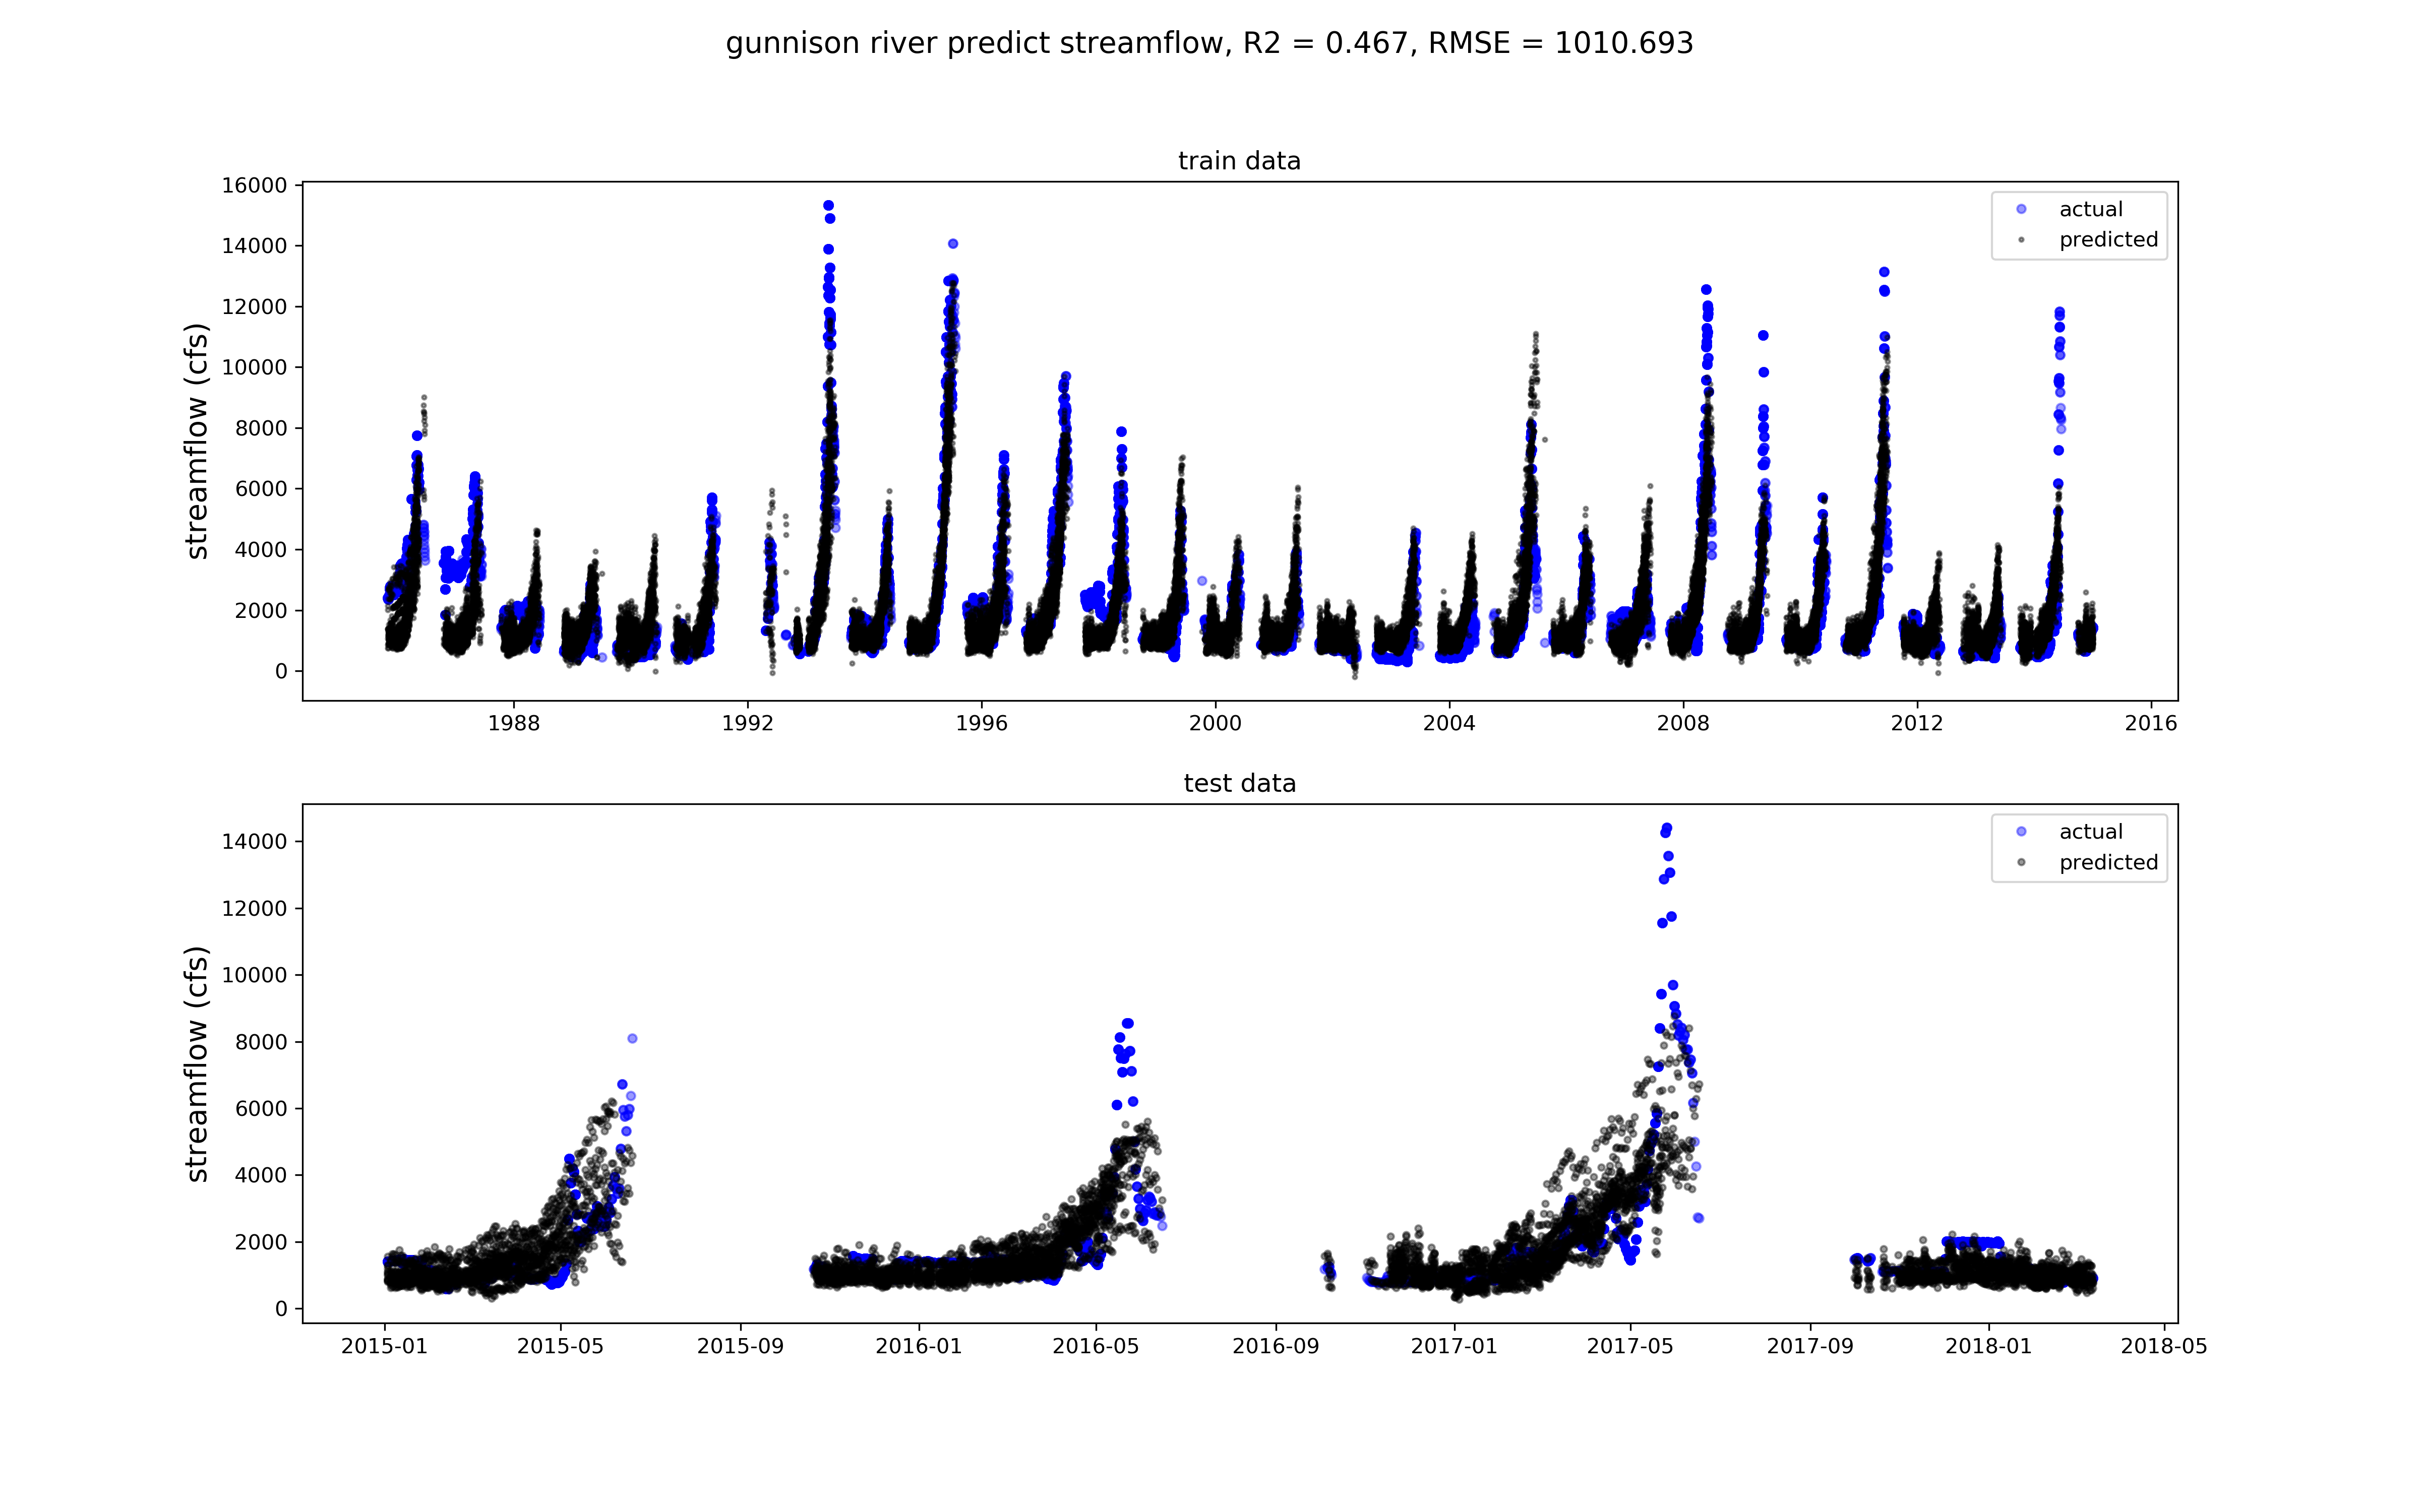 gunnison river predict streamflow, R2 = 0.467, RMSE = 1010.693
train data
streamflow (cfs)
16000
14000
12000
10000
8000
6000
4000
2000
0
actual
predicted
1988 1992 1996 2000 2004 2008 2012 2016
test data
streamflow (cfs)
14000
12000
10000
8000
6000
4000
2000
0
actual
predicted
2015-01 2015-05 2015-09 2016-01 2016-05 2016-09 2017-01 2017-05 2017-09 2018-01 2018-05